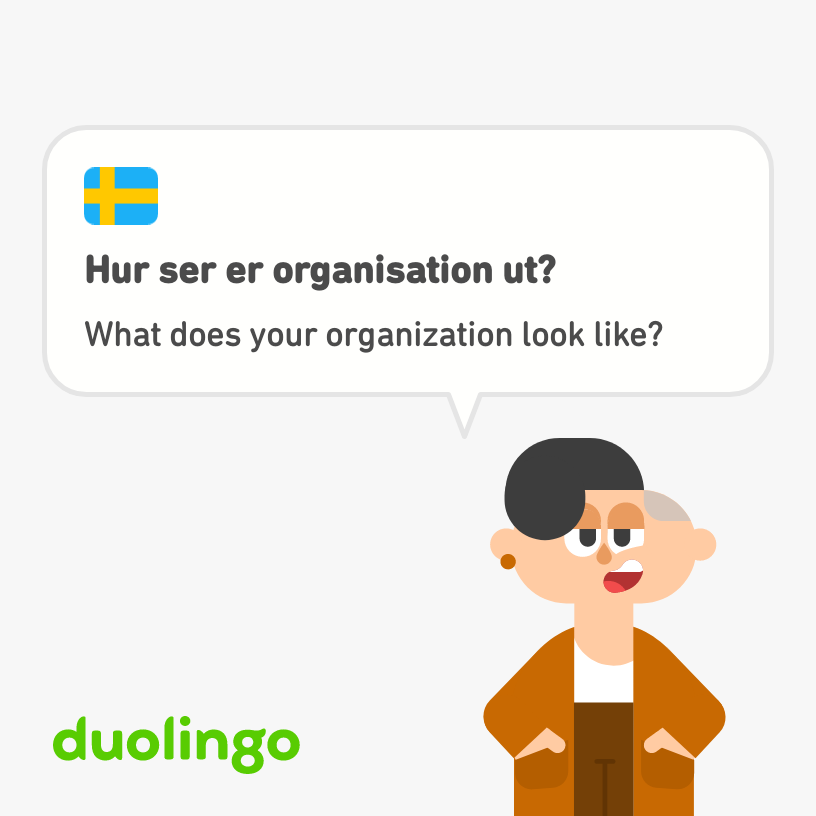 Hur ser er organisation ut?
What does your organization look like?
duolingo